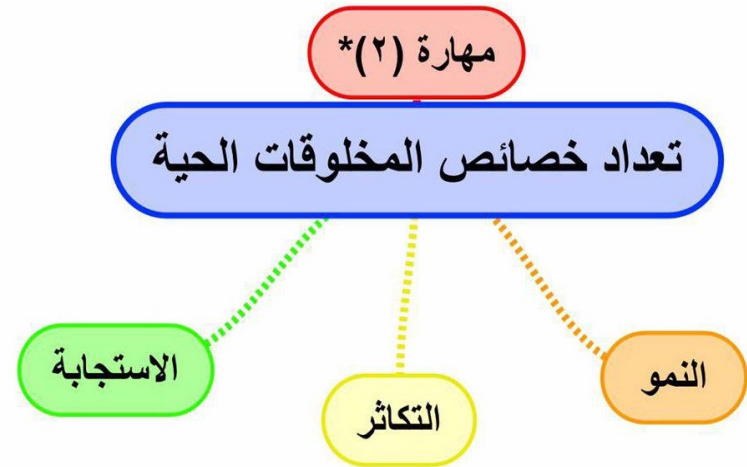 مهارة (٢)*
تعداد خصائص المخلوقات الحية
النمو
التكاثر
الاستجابة